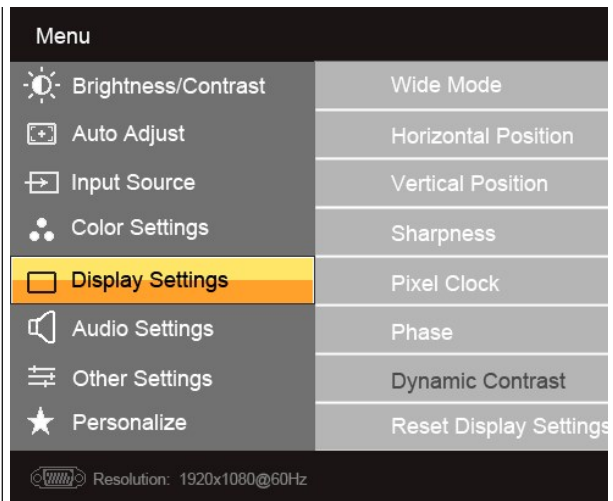 Menu
Brightness/Contrast
Auto Adjust
Input Source
Color Settings
Display Settings
Audio Settings
Other Settings
Personalize
Wide Mode
Horizontal Position
Vertical Position
Sharpness
Pixel Clock
Phase
Dynamic Contrast
Reset Display Settings
Resolution: 1920x1080@60Hz